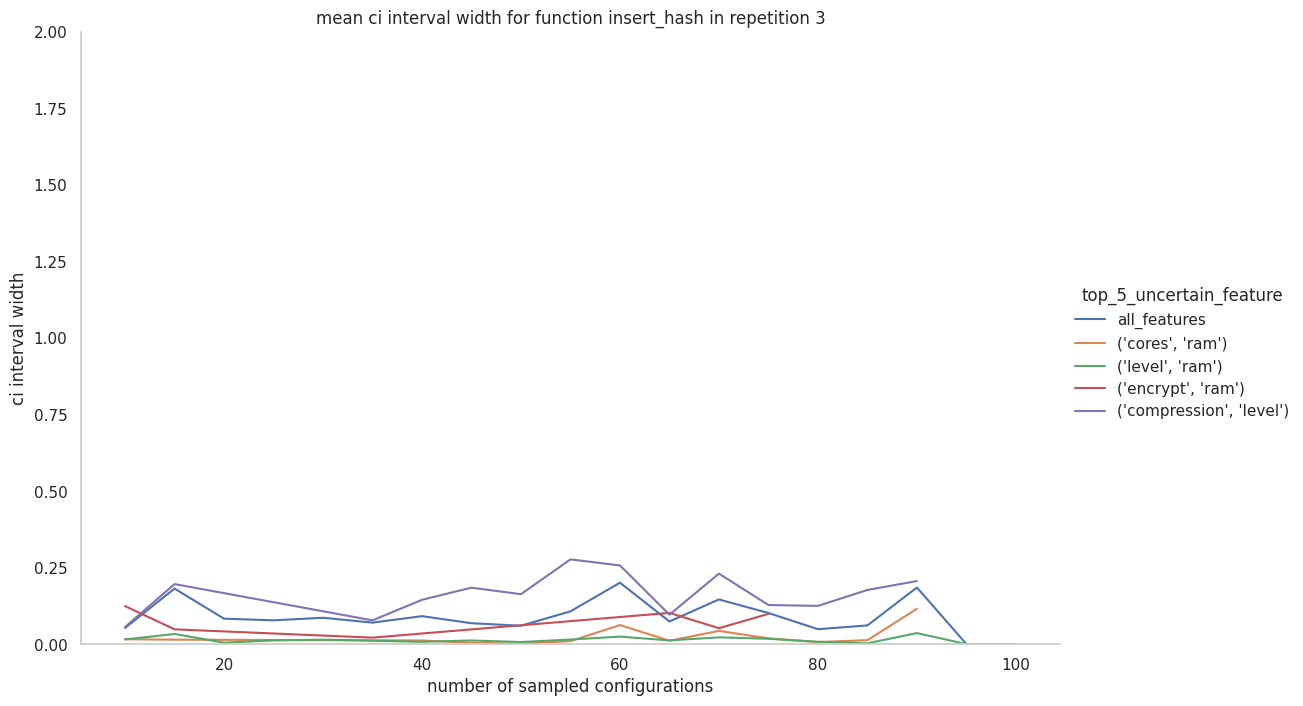 mean ci interval width for function insert_hash in repetition 3
2.00
1.75
1.50
1.25
1.00
0.75
0.50
0.25
0.00
ci interval width
20 40 60 80 100
number of sampled configurations
top_5_uncertain_feature
all_features
('cores', 'ram')
('level', 'ram')
('encrypt', 'ram')
('compression', 'level')